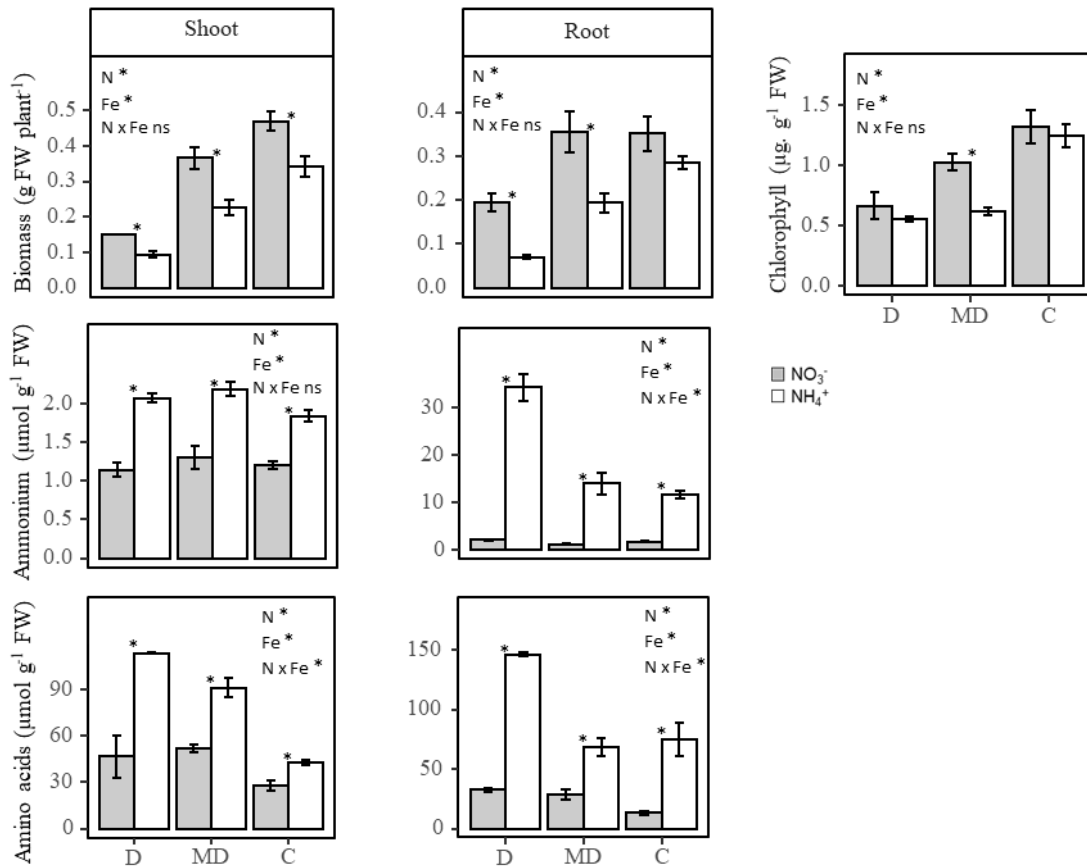 Shoot
Root
Biomass (g FW plant⁻¹)
N *
Fe *
N x Fe ns
0.5
0.4
0.3
0.2
0.1
0.0
*
*
*
N *
Fe *
N x Fe ns
0.4
0.3
0.2
0.1
0.0
*
*
Chlorophyll (µg. g⁻¹ FW)
N *
Fe *
N x Fe ns
1.5
1.0
0.5
0.0
*
D MD C
NO₃⁻
NH₄⁺
Ammonium (µmol g⁻¹ FW)
N *
Fe *
N x Fe ns
2.0
1.5
1.0
0.5
0.0
*
*
*
N *
Fe *
N x Fe *
30
20
10
0
*
*
*
Amino acids (µmol g⁻¹ FW)
N *
Fe *
N x Fe *
90
60
30
0
*
*
*
D MD C
N *
Fe *
N x Fe *
150
100
50
0
*
*
*
D MD C